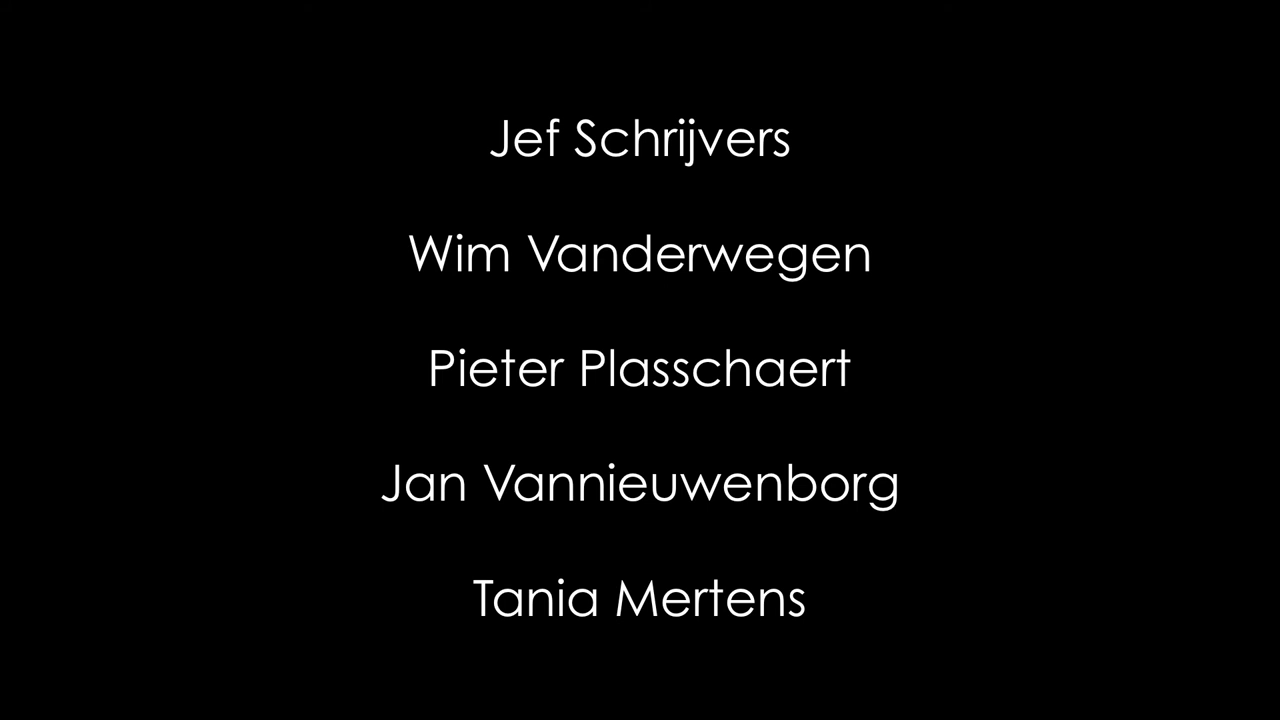 Jef Schrijvers
Wim Vanderwegen
Pieter Plasschaert
Jan Vannieuwenborg
Tania Mertens